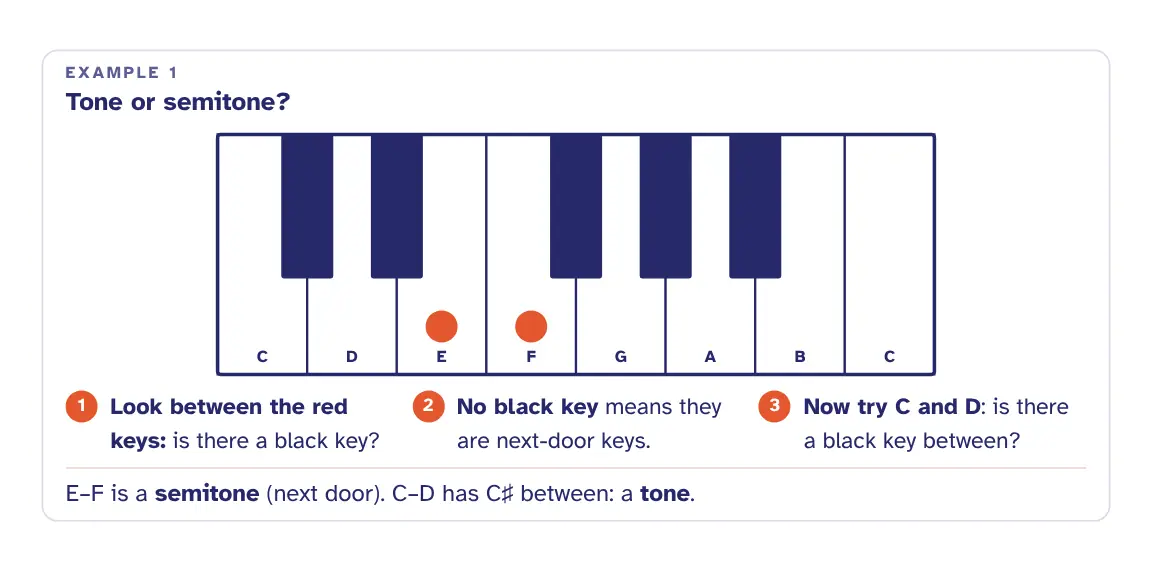 EXAMPLE 1
Tone or semitone?
C D E F G A B C
1 Look between the red
keys: is there a black key?
2 No black key means they
are next-door keys.
3 Now try C and D: is there
a black key between?
E–F is a semitone (next door). C–D has C♯ between: a tone.